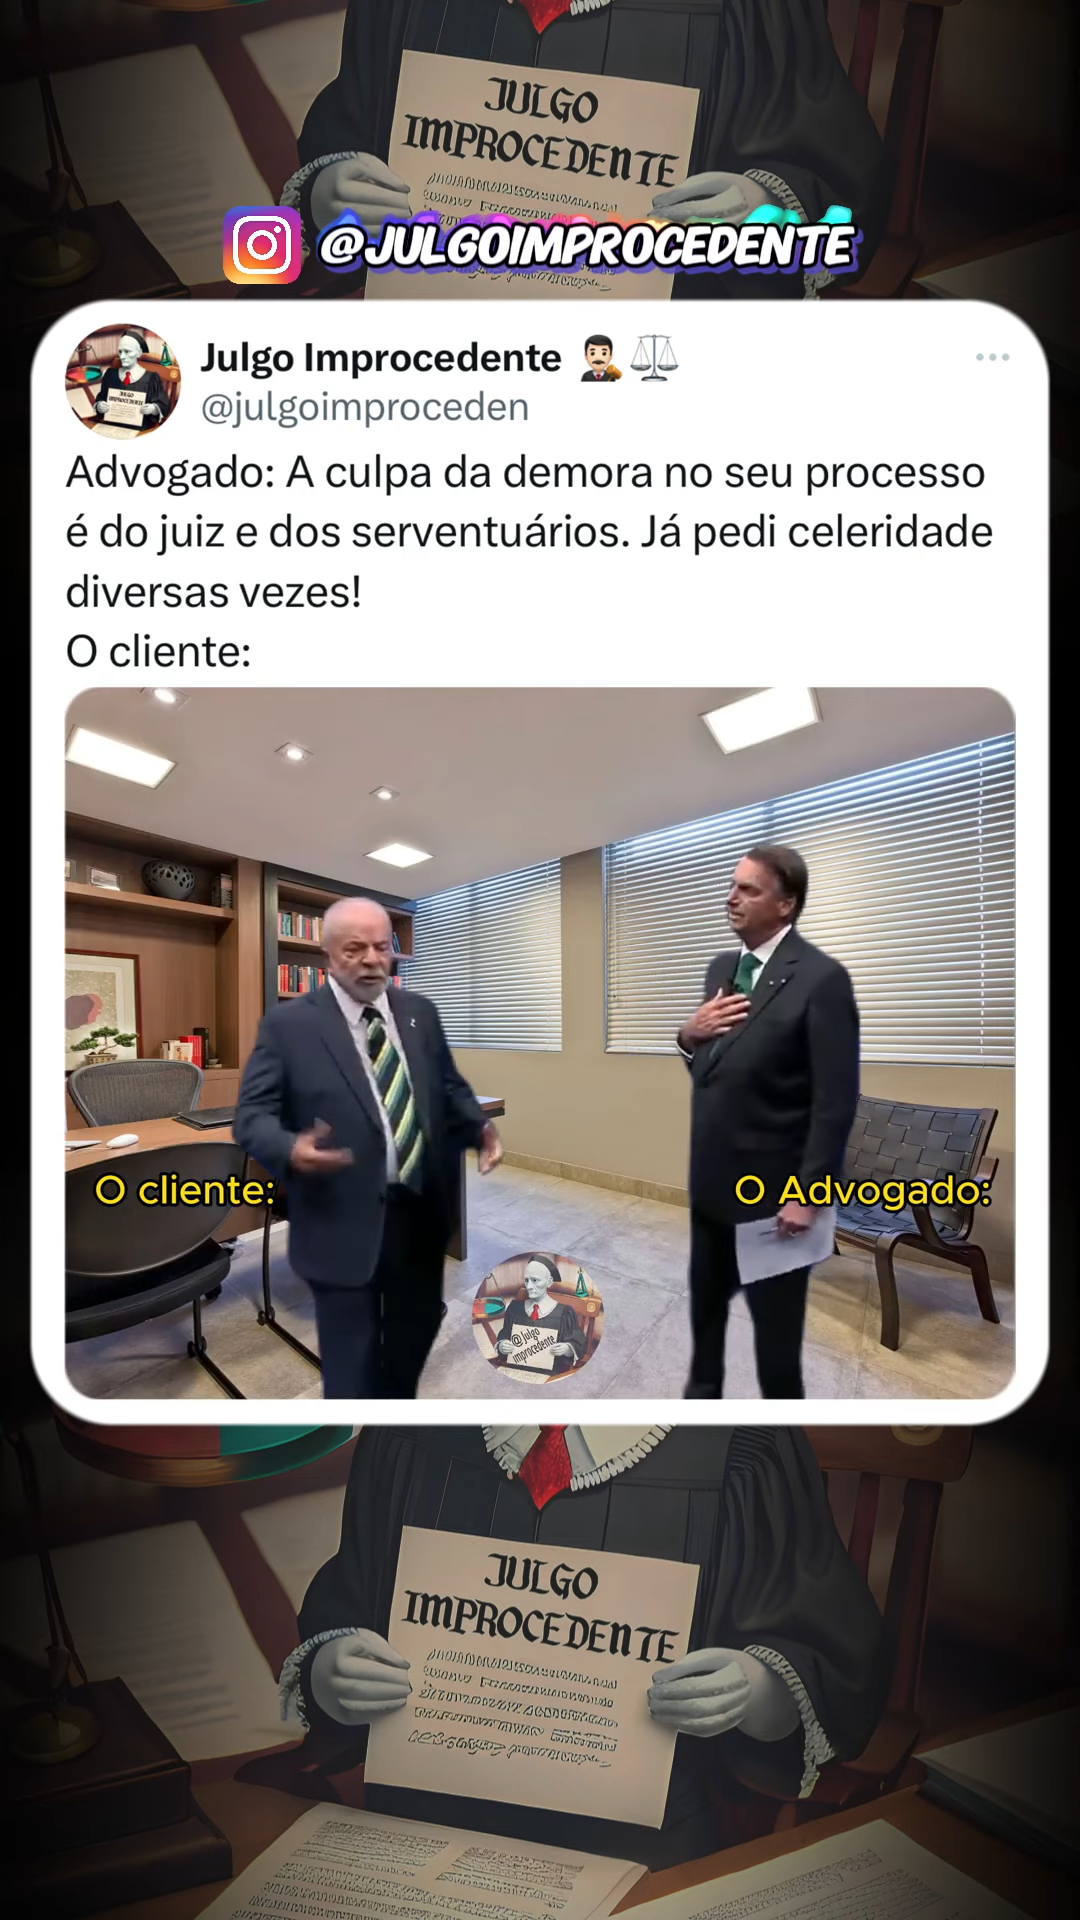 JULGO
IMPROCEDENTE
@JULGOIMPROCEDENTE
Julgo Improcedente
@julgoimproceden
Advogado: A culpa da demora no seu processo
é do juiz e dos serventuários. Já pedi celeridade
diversas vezes!
O cliente:
O cliente:
O Advogado:
@Julgo
improcedente
JULGO
IMPROCEDENTE